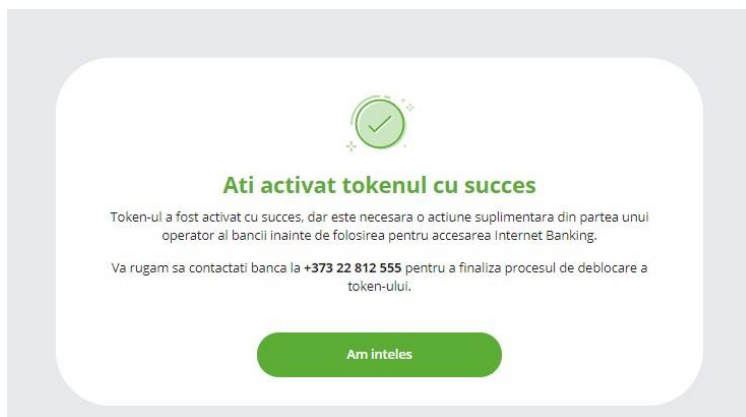 Ati activat tokenul cu succes
Token-ul a fost activat cu succes, dar este necesara o actiune suplimentara din partea unui
operator al bancii inainte de folosirea pentru accesarea Internet Banking.
Va rugam sa contactati banca la +373 22 812 555 pentru a finaliza procesul de deblocare a
token-ului.
Am inteles